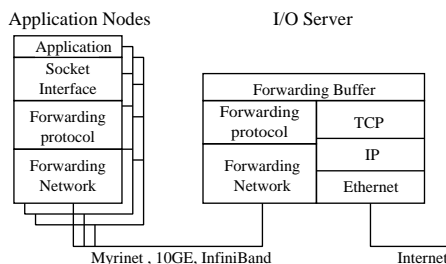 Application Nodes
I/O Server
Application
Socket
Interface
Forwarding
protocol
Forwarding
Network
Forwarding Buffer
Forwarding
protocol
Forwarding
Network
TCP
IP
Ethernet
Myrinet , 10GE, InfiniBand
Internet